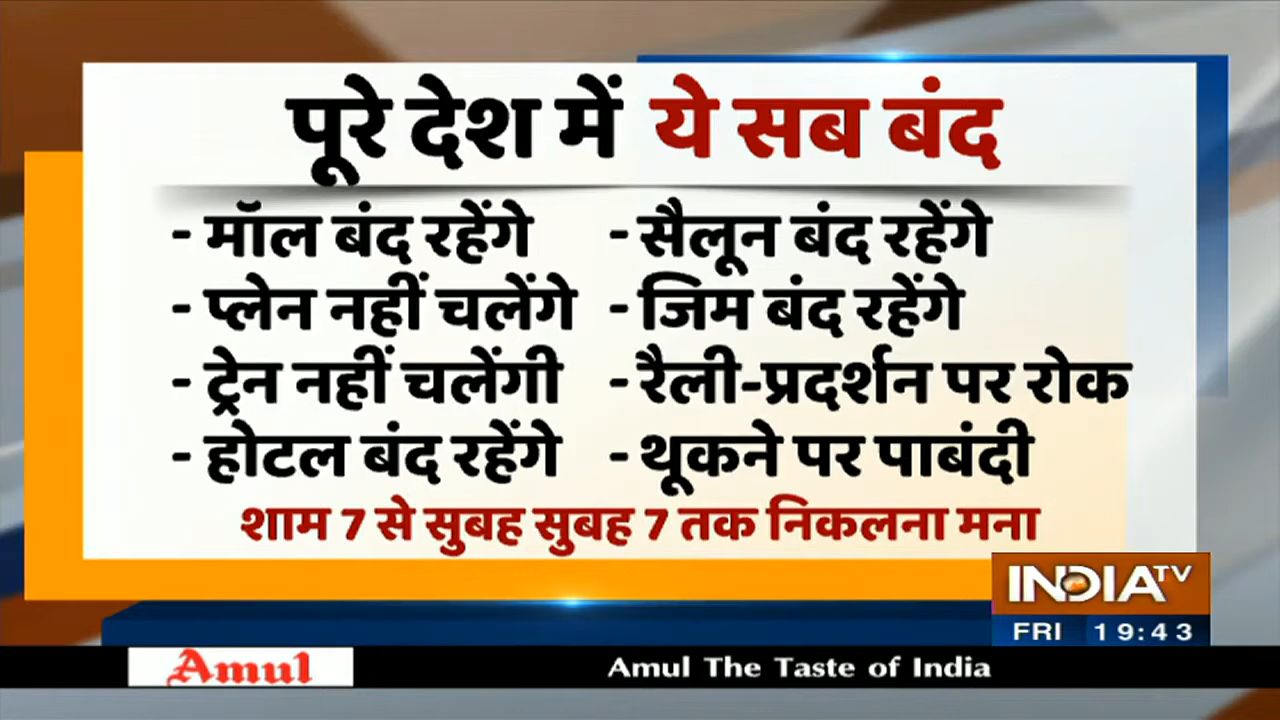 पूरे देश में ये सब बंद
- मॉल बंद रहेंगे
- प्लेन नहीं चलेंगे
- ट्रेन नहीं चलेंगी
- होटल बंद रहेंगे
- सैलून बंद रहेंगे
- जिम बंद रहेंगे
- रैली-प्रदर्शन पर रोक
- थूकने पर पाबंदी
शाम 7 से सुबह सुबह 7 तक निकलना मना
INDIA TV
FRI 19:43
Amul
Amul The Taste of India